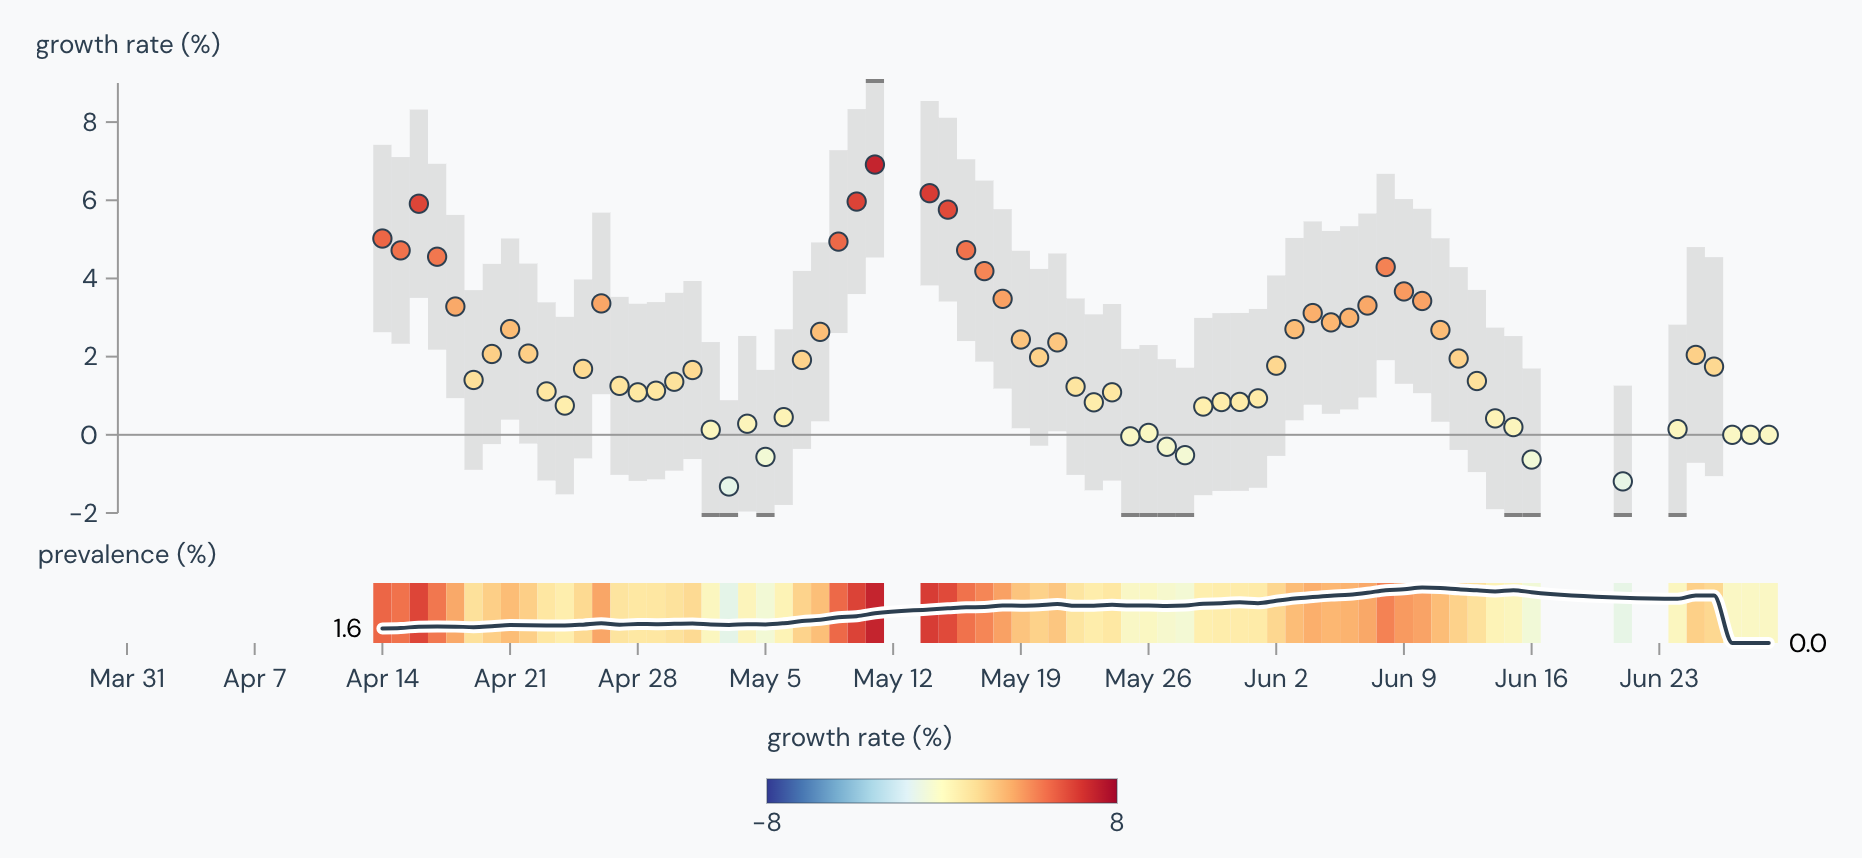 growth rate (%)
8
6
4
2
0
−2
prevalence (%)
1.6
0.0
Mar 31 Apr 7 Apr 14 Apr 21 Apr 28 May 5 May 12 May 19 May 26 Jun 2 Jun 9 Jun 16 Jun 23
growth rate (%)
−8 8